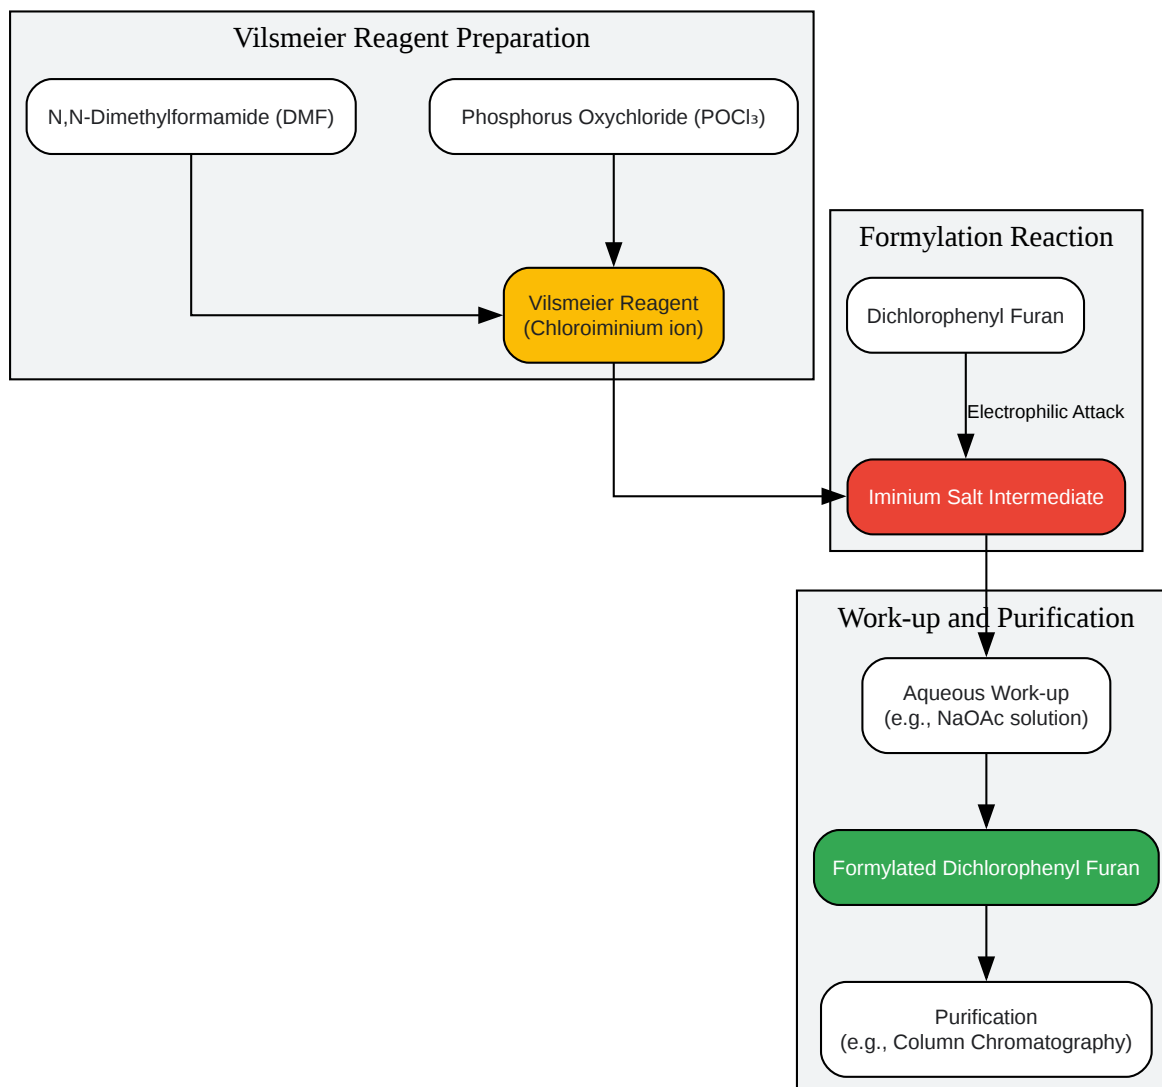 Vilsmeier Reagent Preparation
N,N-Dimethylformamide (DMF)
Phosphorus Oxychloride (POCl₃)
Vilsmeier Reagent
(Chloroiminium ion)
Formylation Reaction
Dichlorophenyl Furan
Electrophilic Attack
Iminium Salt Intermediate
Work-up and Purification
Aqueous Work-up
(e.g., NaOAc solution)
Formylated Dichlorophenyl Furan
Purification
(e.g., Column Chromatography)